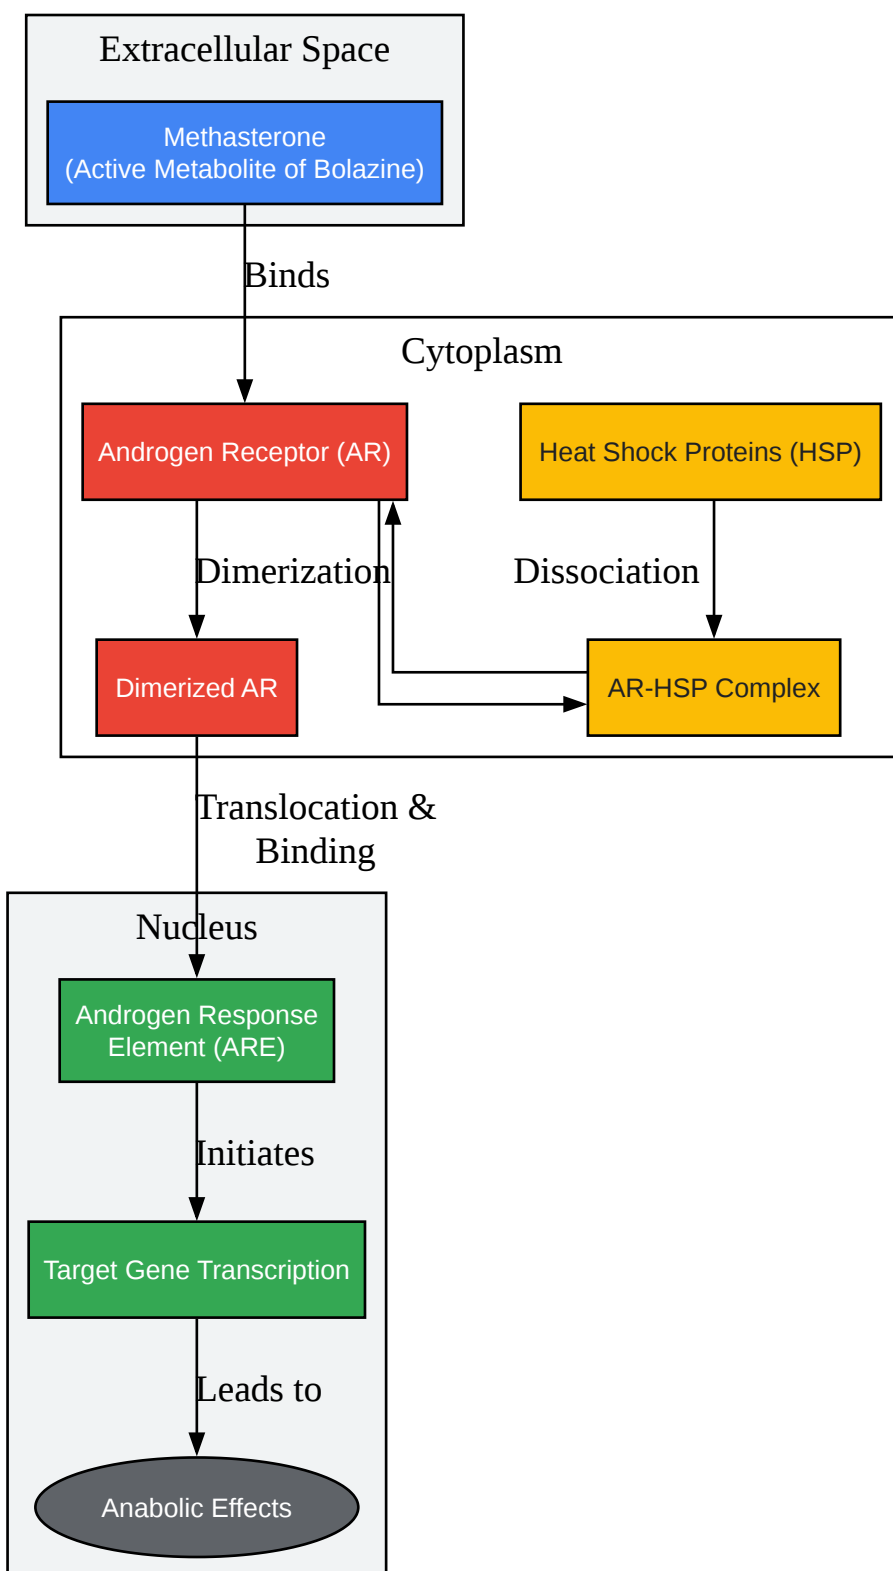 Extracellular Space
Methasterone
(Active Metabolite of Bolazine)
Binds
Cytoplasm
Androgen Receptor (AR)
Heat Shock Proteins (HSP)
Dimerization
Dissociation
Dimerized AR
AR-HSP Complex
Translocation &
Binding
Nucleus
Androgen Response
Element (ARE)
Initiates
Target Gene Transcription
Leads to
Anabolic Effects